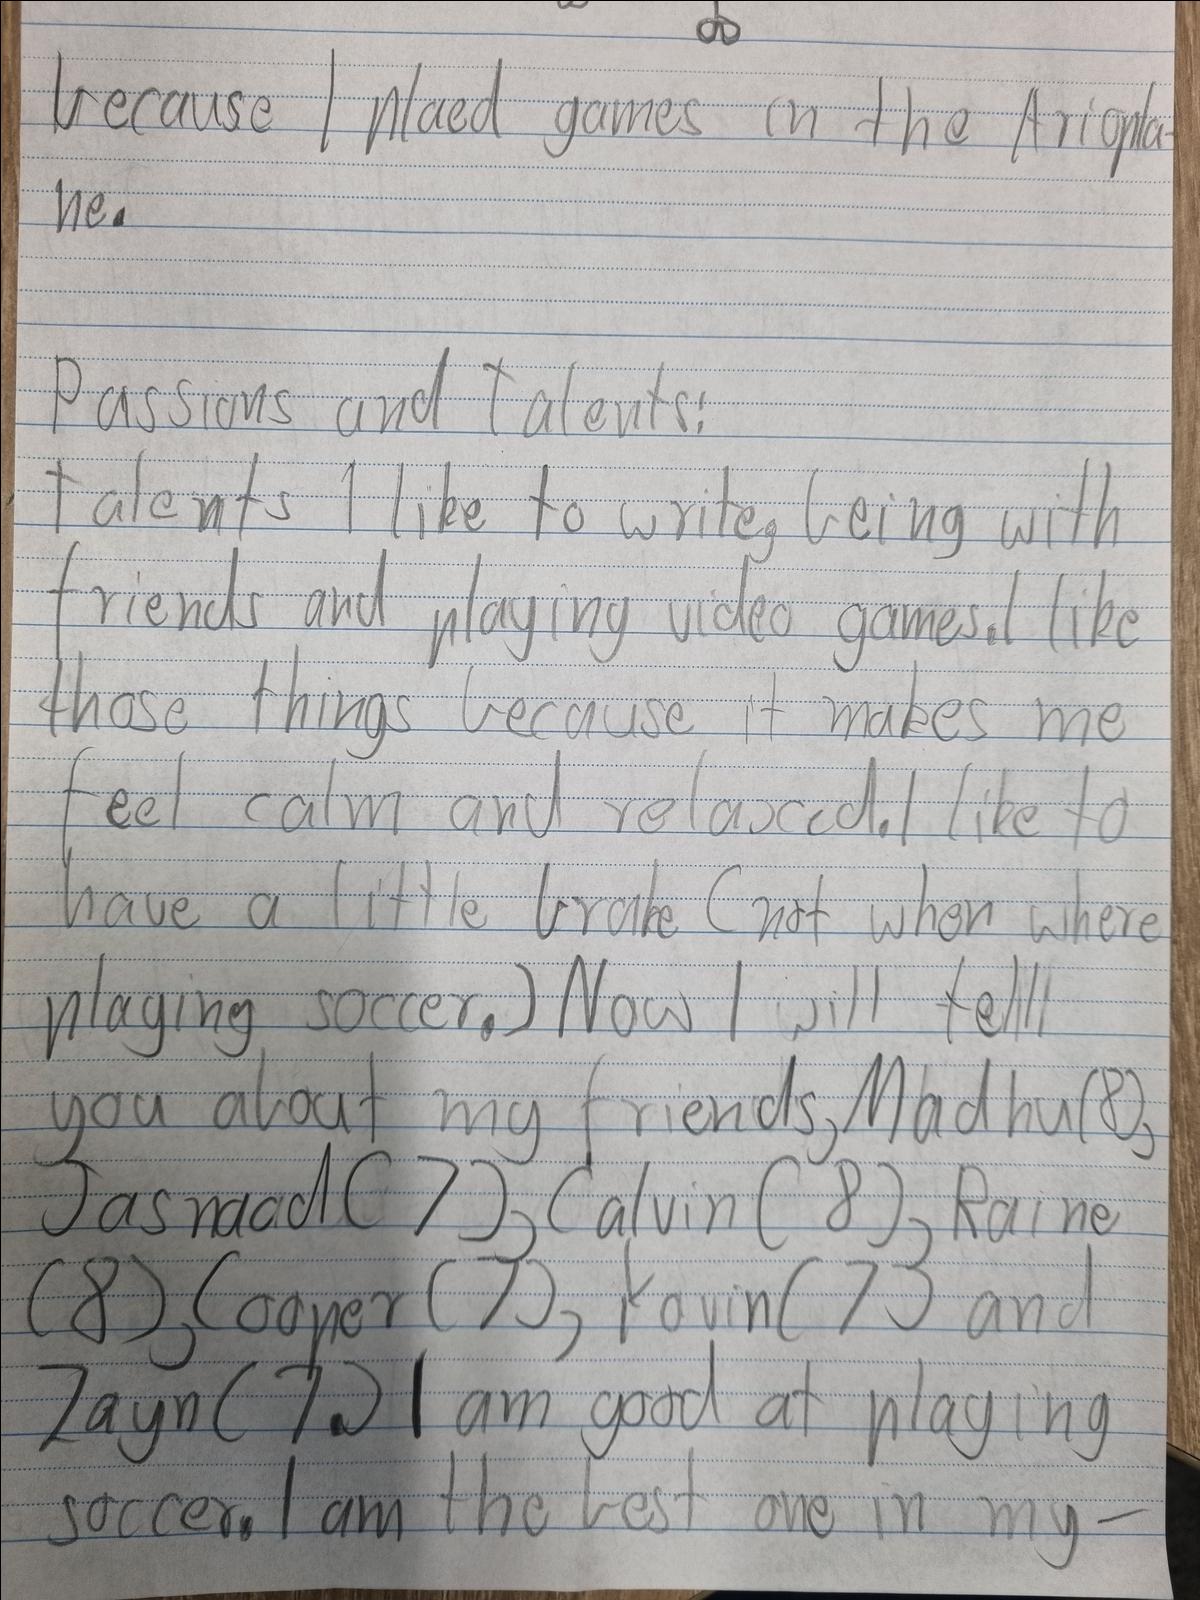 because I plaed games in the Ariopla-
ne.
Passions and Talents:
Talents I like to write, being with
friends and playing video games.I like
those things because it makes me
feel calm and relaxed.I like to
have a little brake (not when where
playing soccer.) Now I will telll
you about my friends, Madhu(8),
Jasraad(7), Calvin(8), Raine
(8), Cooper(7), Kovin(7) and
Zayn(7.) I am good at playing
soccer. I am the best one in my-